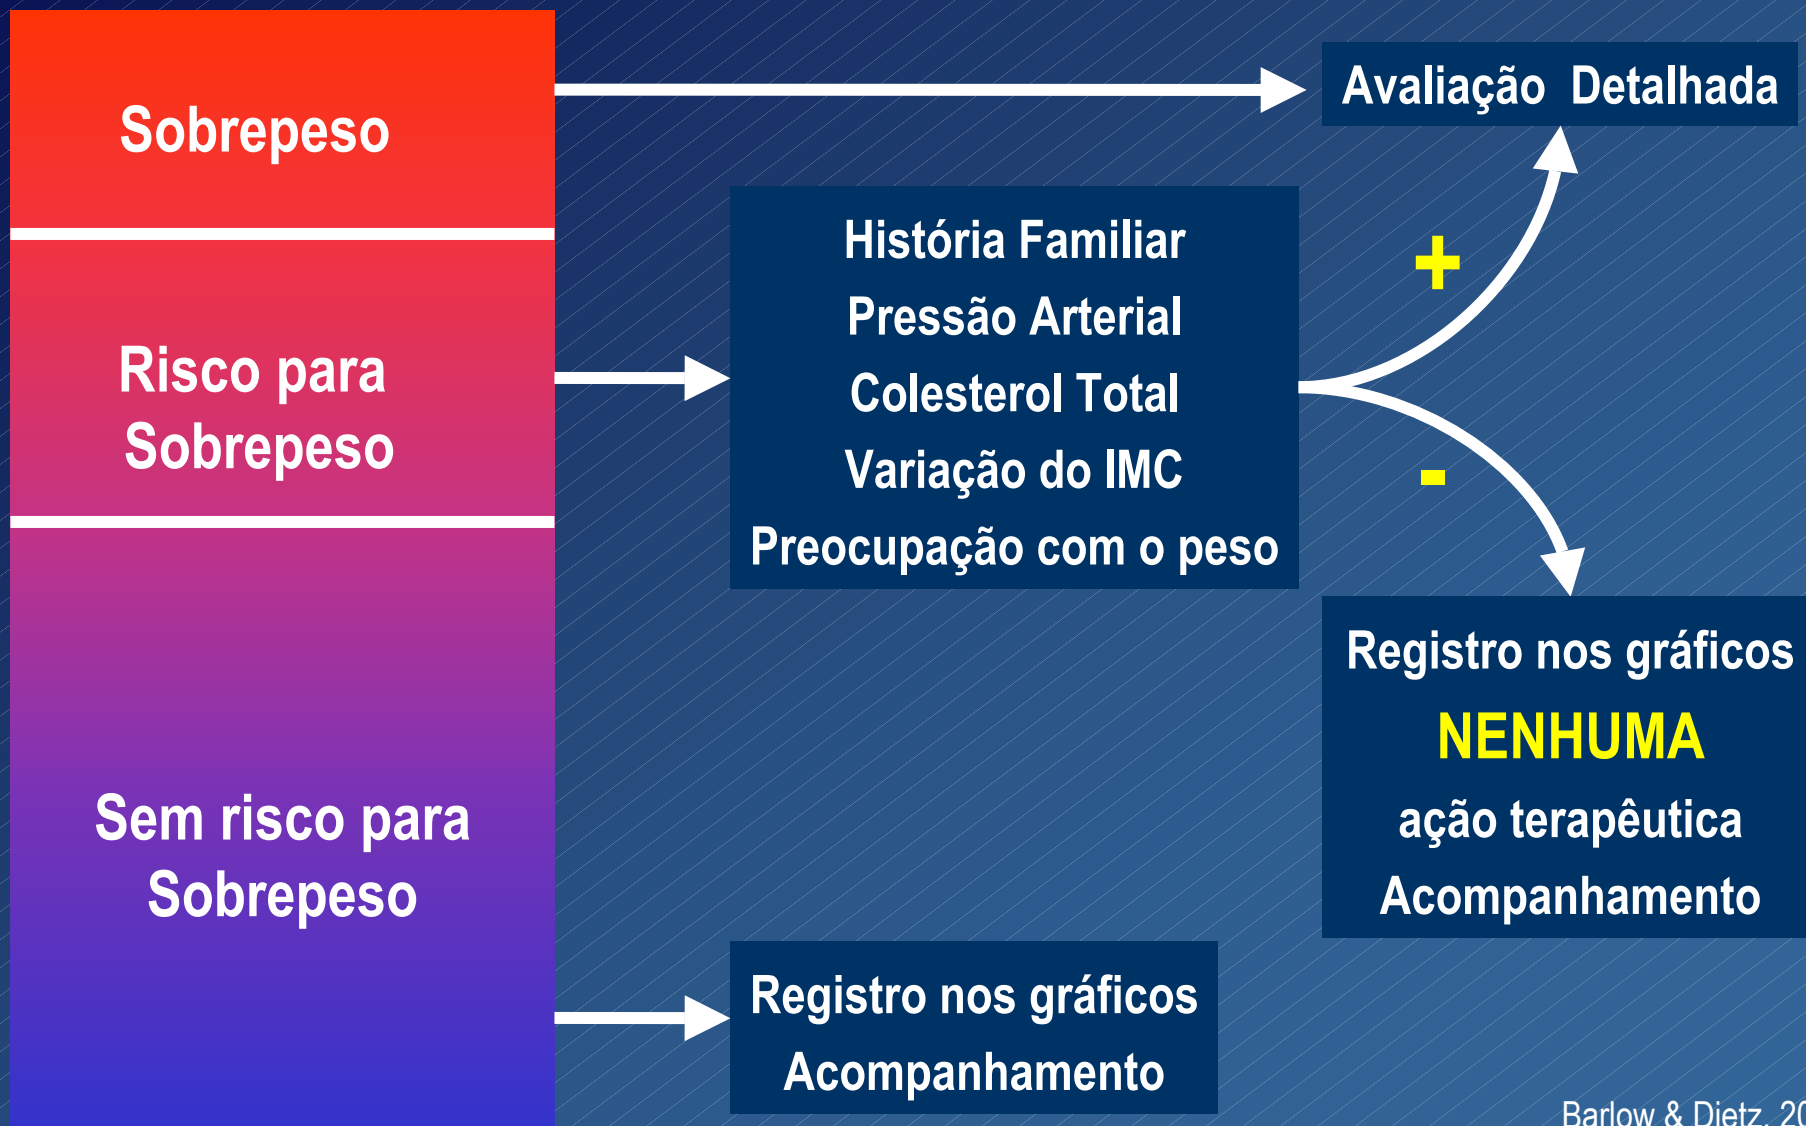 Sobrepeso
Risco para
Sobrepeso
Sem risco para
Sobrepeso
Avaliação Detalhada
História Familiar
Pressão Arterial
Colesterol Total
Variação do IMC
Preocupação com o peso
+
-
Registro nos gráficos
NENHUMA
ação terapêutica
Acompanhamento
Registro nos gráficos
Acompanhamento
Barlow & Dietz,